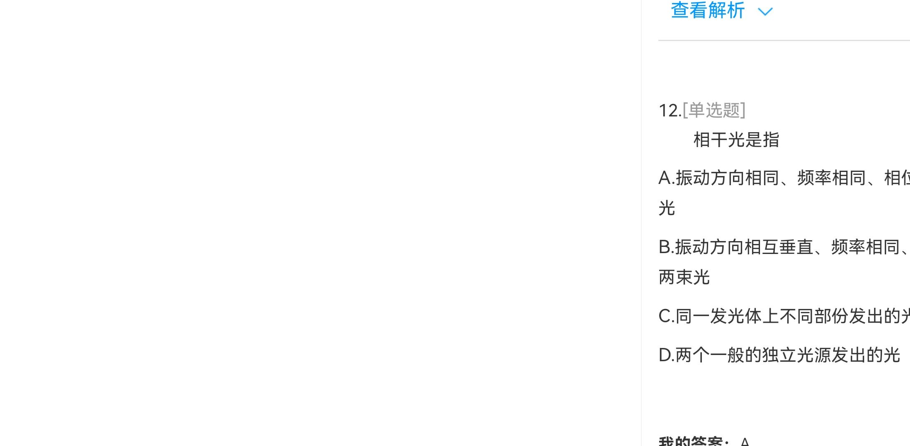 查看解析
12.[单选题]
相干光是指
A.振动方向相同、频率相同、相位
光
B.振动方向相互垂直、频率相同、
两束光
C.同一发光体上不同部份发出的光
D.两个一般的独立光源发出的光
我的答案：A